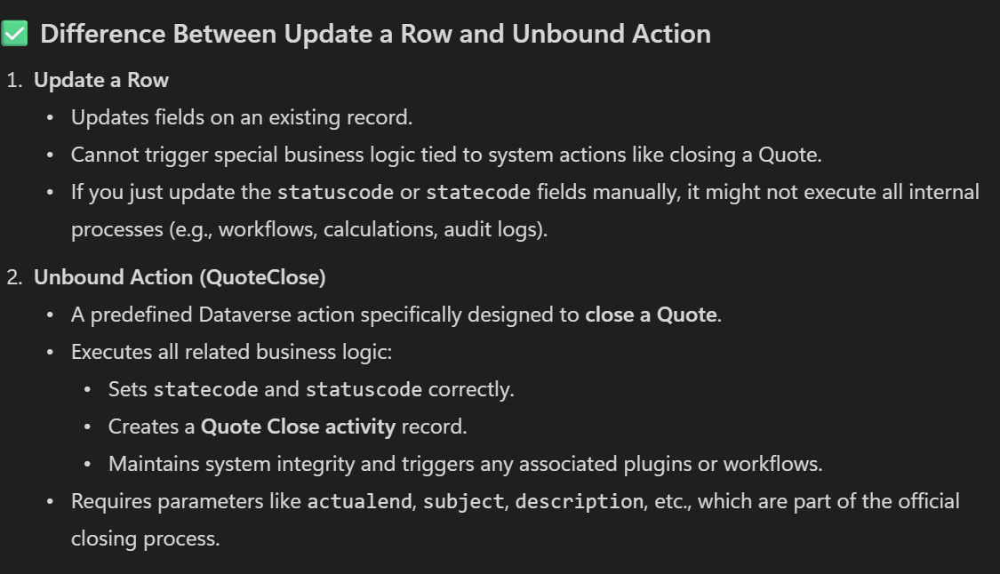 ✅ Difference Between Update a Row and Unbound Action
1. Update a Row
• Updates fields on an existing record.
• Cannot trigger special business logic tied to system actions like closing a Quote.
• If you just update the statuscode or statecode fields manually, it might not execute all internal
processes (e.g., workflows, calculations, audit logs).
2. Unbound Action (QuoteClose)
• A predefined Dataverse action specifically designed to close a Quote.
• Executes all related business logic:
• Sets statecode and statuscode correctly.
• Creates a Quote Close activity record.
• Maintains system integrity and triggers any associated plugins or workflows.
• Requires parameters like actualend, subject, description, etc., which are part of the official
closing process.